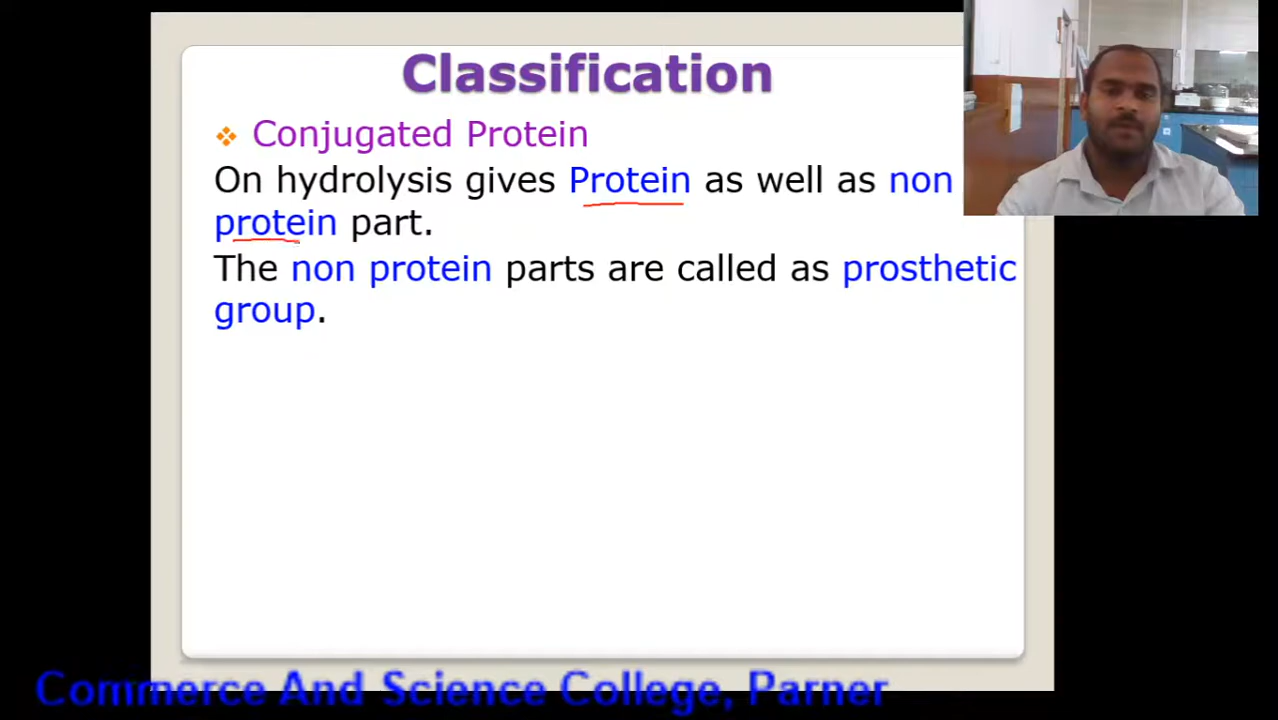 Classification
Conjugated Protein
On hydrolysis gives Protein as well as non
protein part.
The non protein parts are called as prosthetic
group.
Commerce And Science College, Parner